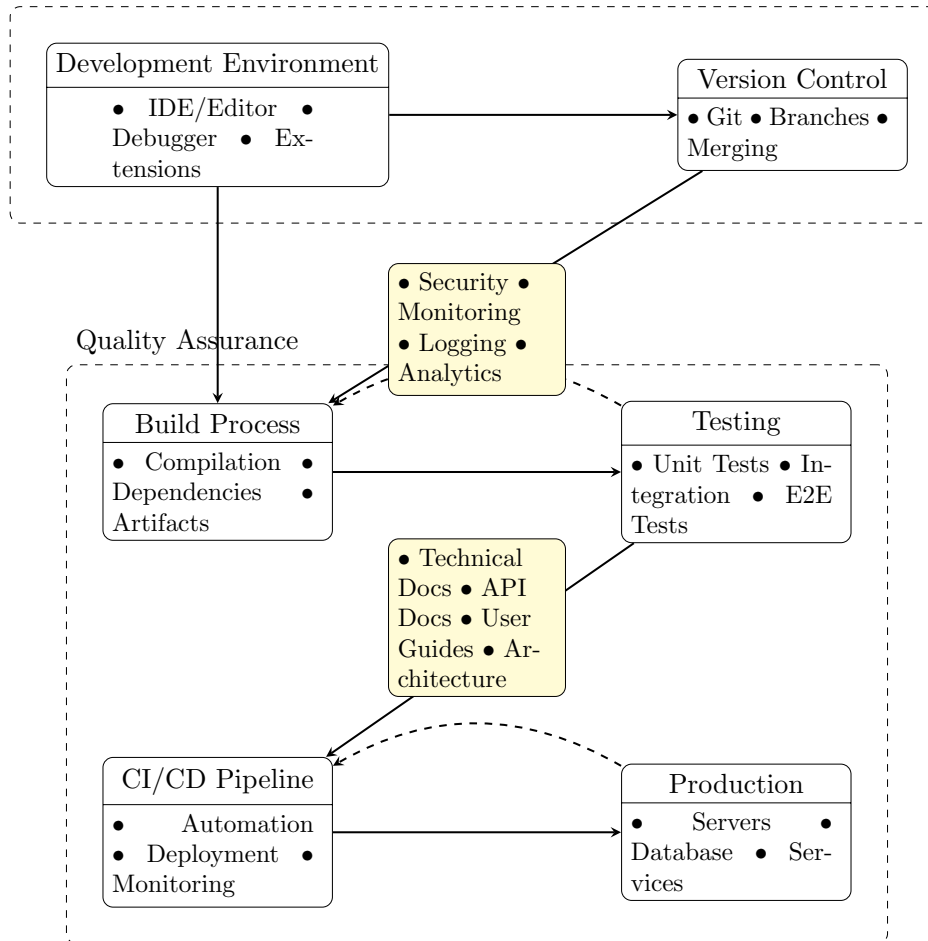 Development Environment
● IDE/Editor ●
Debugger ● Ex-
tensions
Version Control
● Git ● Branches ●
Merging
● Security ●
Monitoring
● Logging ●
Analytics
Quality Assurance
Build Process
● Compilation ●
Dependencies ●
Artifacts
Testing
● Unit Tests ● In-
tegration ● E2E
Tests
● Technical
Docs ● API
Docs ● User
Guides ● Ar-
chitecture
CI/CD Pipeline
● Automation
● Deployment ●
Monitoring
Production
● Servers ●
Database ● Ser-
vices